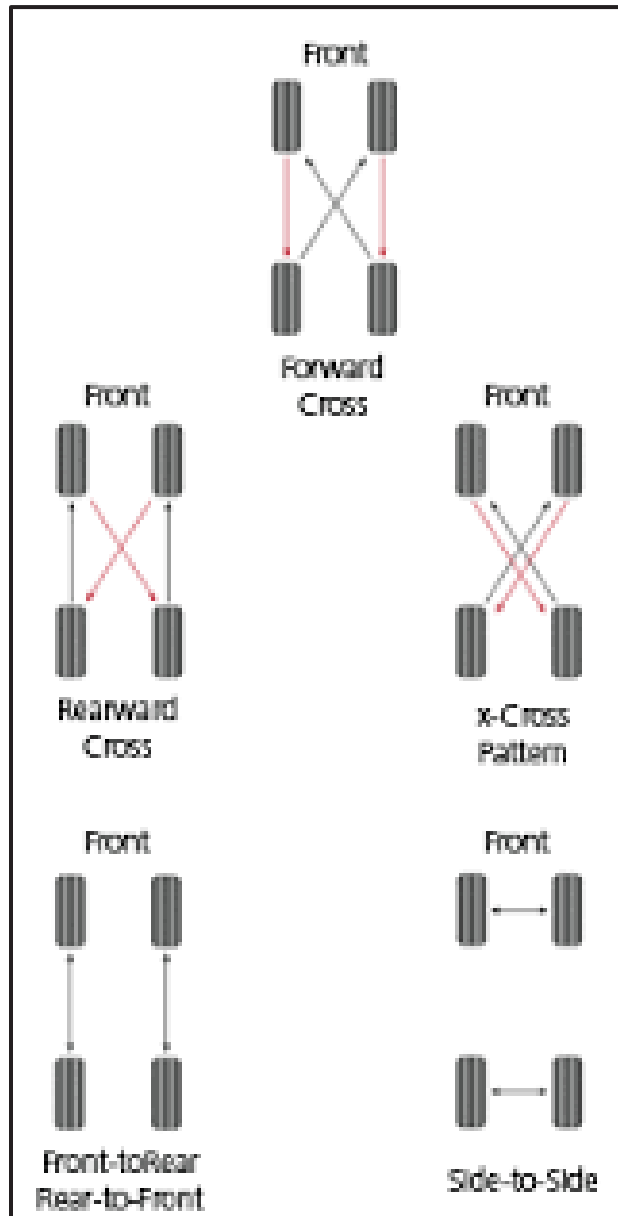 Front
Forward
Cross
Front
Front
Rearward
Cross
x-Cross
Pattern
Front
Front
Front-toRear
Rear-to-Front
Side-to-Side